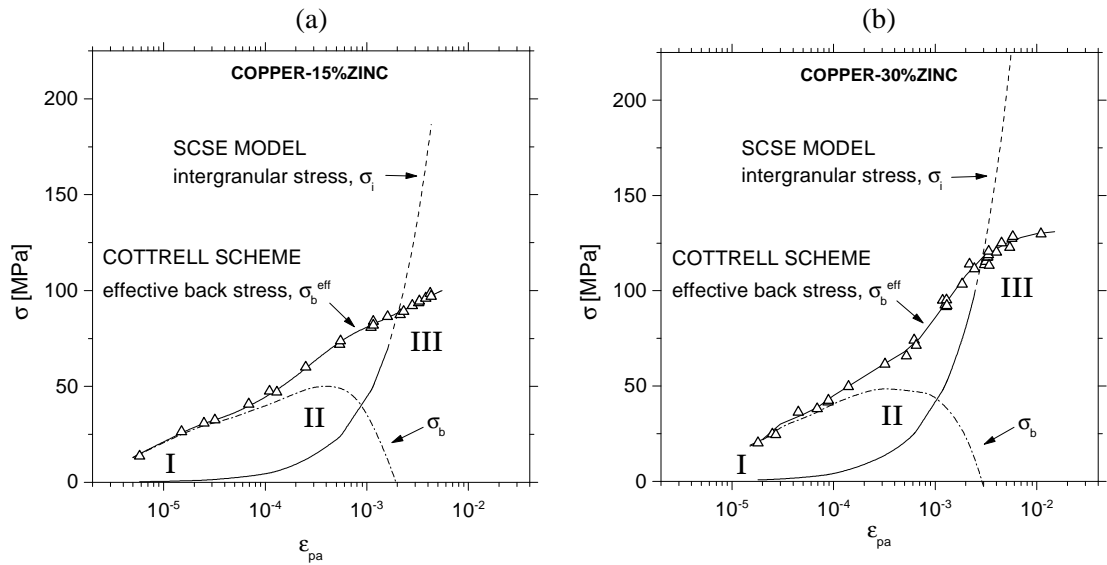 (a)
COPPER-15%ZINC
200
SCSE MODEL
intergranular stress, σi
150
COTTRELL SCHEME
effective back stress, σb^eff
100
III
50
II
σb
I
0
10^-5 10^-4 10^-3 10^-2
σ [MPa]
εpa
(b)
COPPER-30%ZINC
200
SCSE MODEL
intergranular stress, σi
150
COTTRELL SCHEME
effective back stress, σb^eff
100
III
50
II
σb
I
0
10^-5 10^-4 10^-3 10^-2
σ [MPa]
εpa